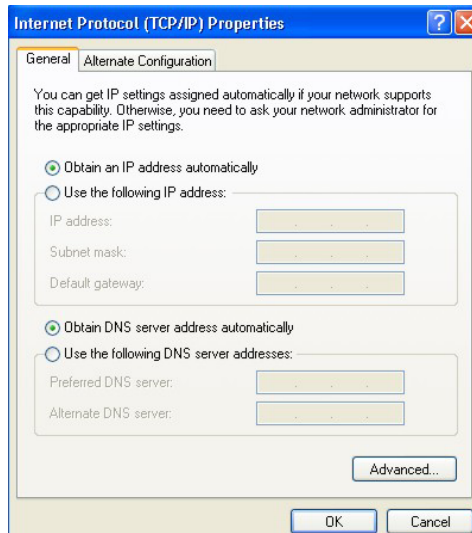 Internet Protocol (TCP/IP) Properties
General
Alternate Configuration
You can get IP settings assigned automatically if your network supports
this capability. Otherwise, you need to ask your network administrator for
the appropriate IP settings.
Obtain an IP address automatically
Use the following IP address:
IP address:
Subnet mask:
Default gateway:
Obtain DNS server address automatically
Use the following DNS server addresses:
Preferred DNS server:
Alternate DNS server:
Advanced...
OK
Cancel